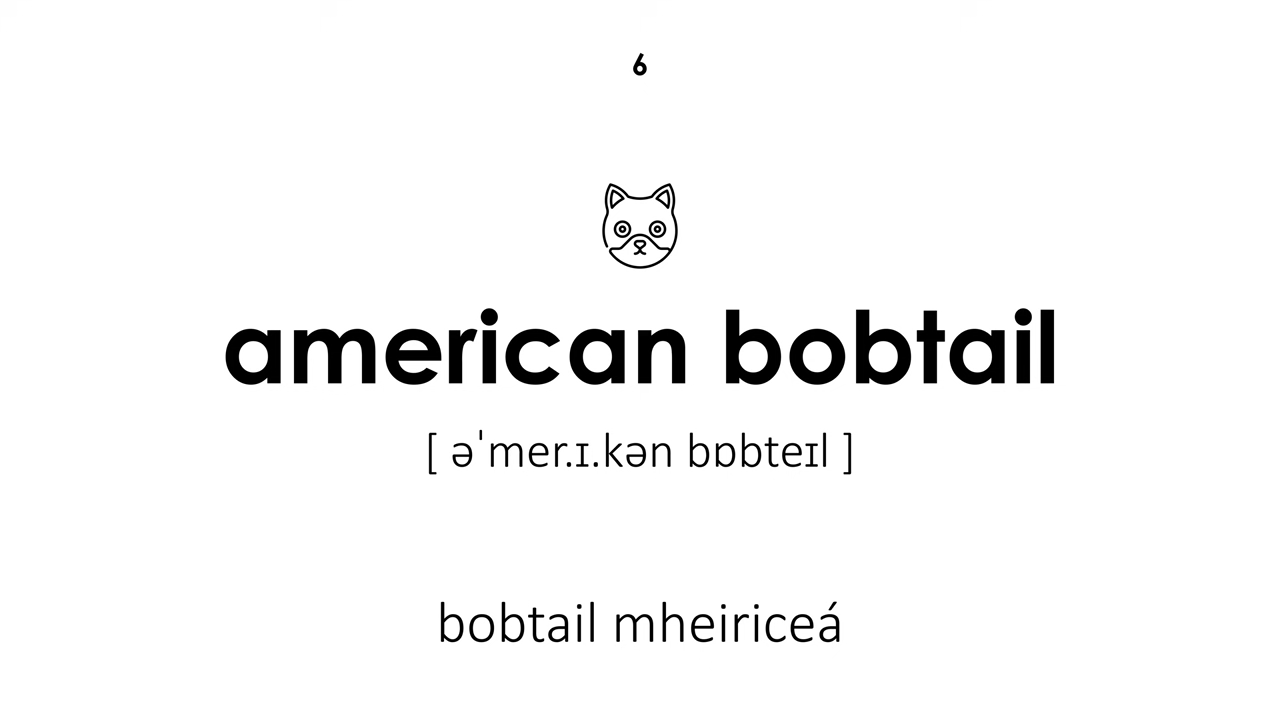 6
american bobtail
[ əˈmer.ɪ.kən bɒbteɪl ]
bobtail mheiriceá